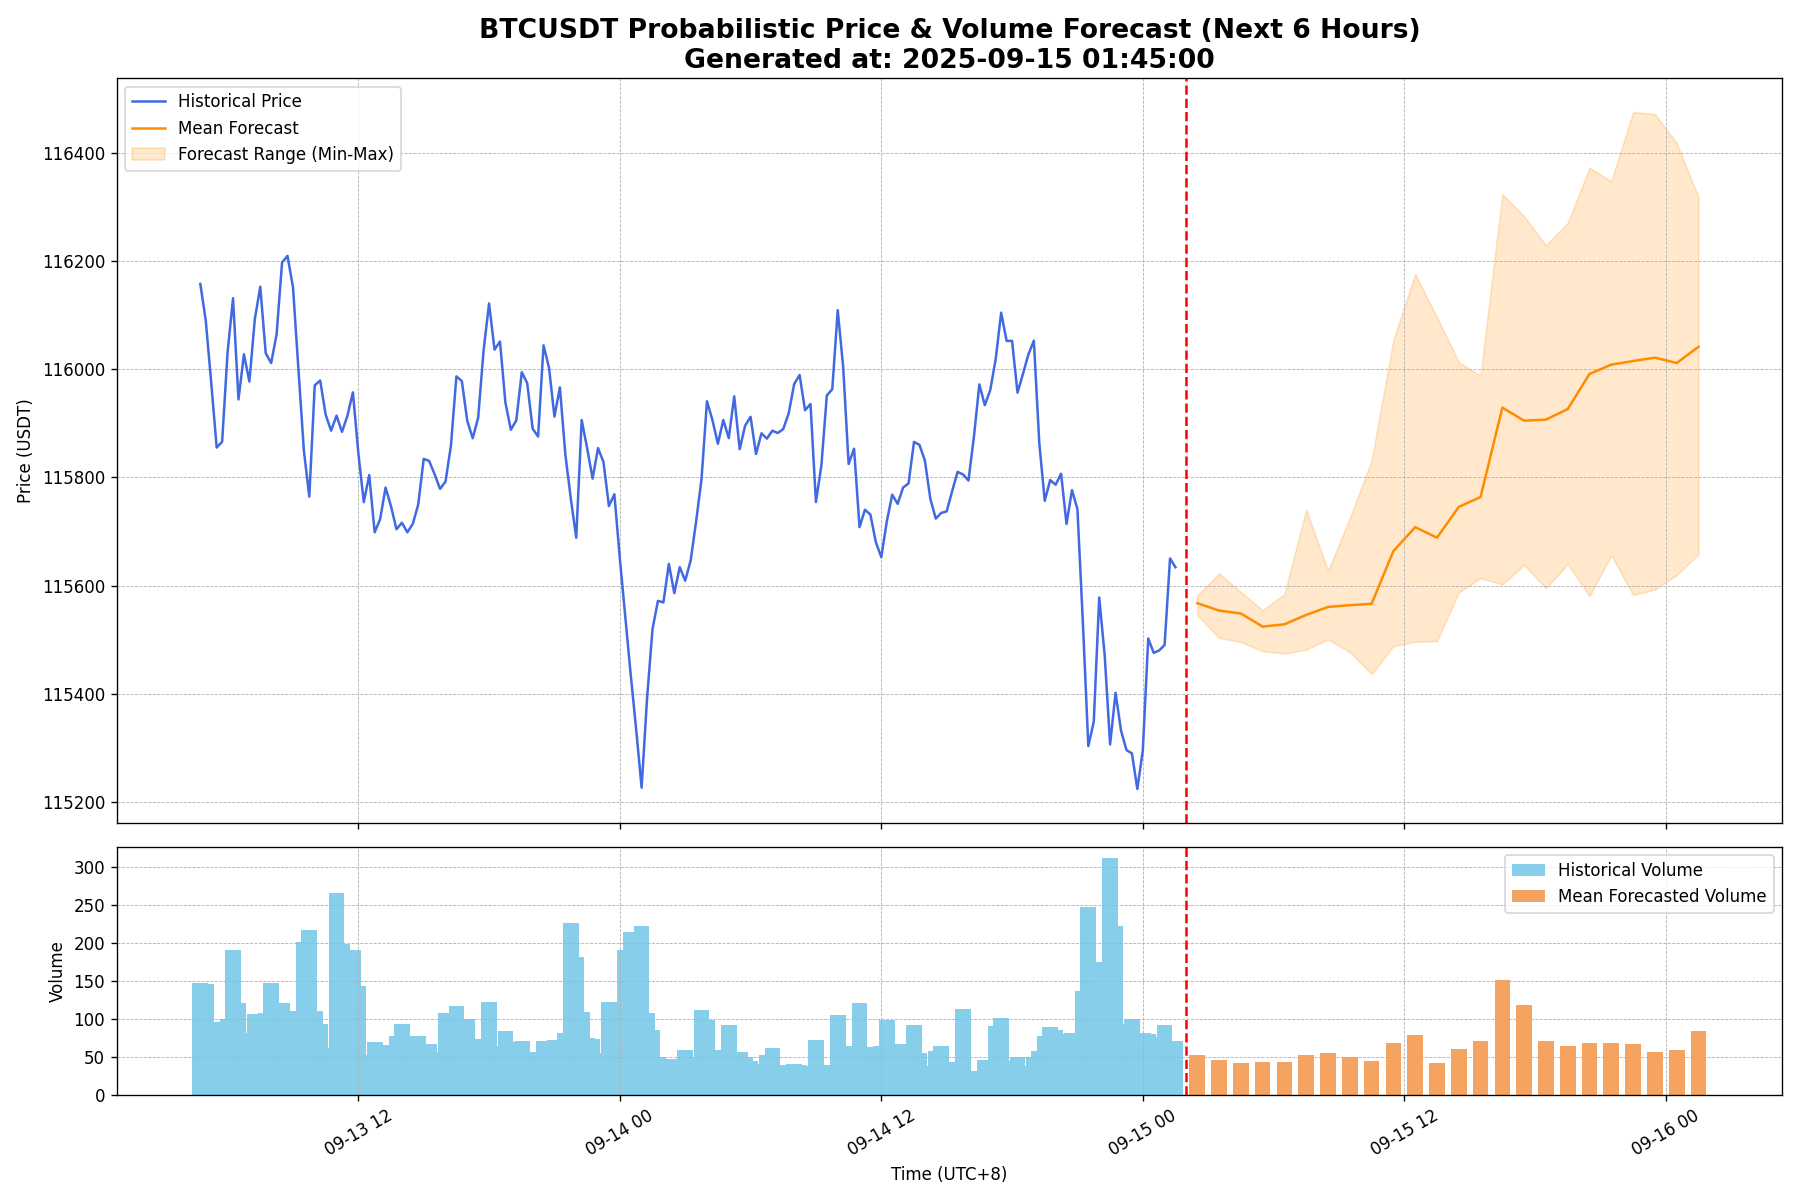 BTCUSDT Probabilistic Price & Volume Forecast (Next 6 Hours)
Generated at: 2025-09-15 01:45:00
Historical Price
Mean Forecast
Forecast Range (Min-Max)
Price (USDT)
116400
116200
116000
115800
115600
115400
115200
Historical Volume
Mean Forecasted Volume
Volume
300
250
200
150
100
50
0
09-13 12
09-14 00
09-14 12
09-15 00
09-15 12
09-16 00
Time (UTC+8)